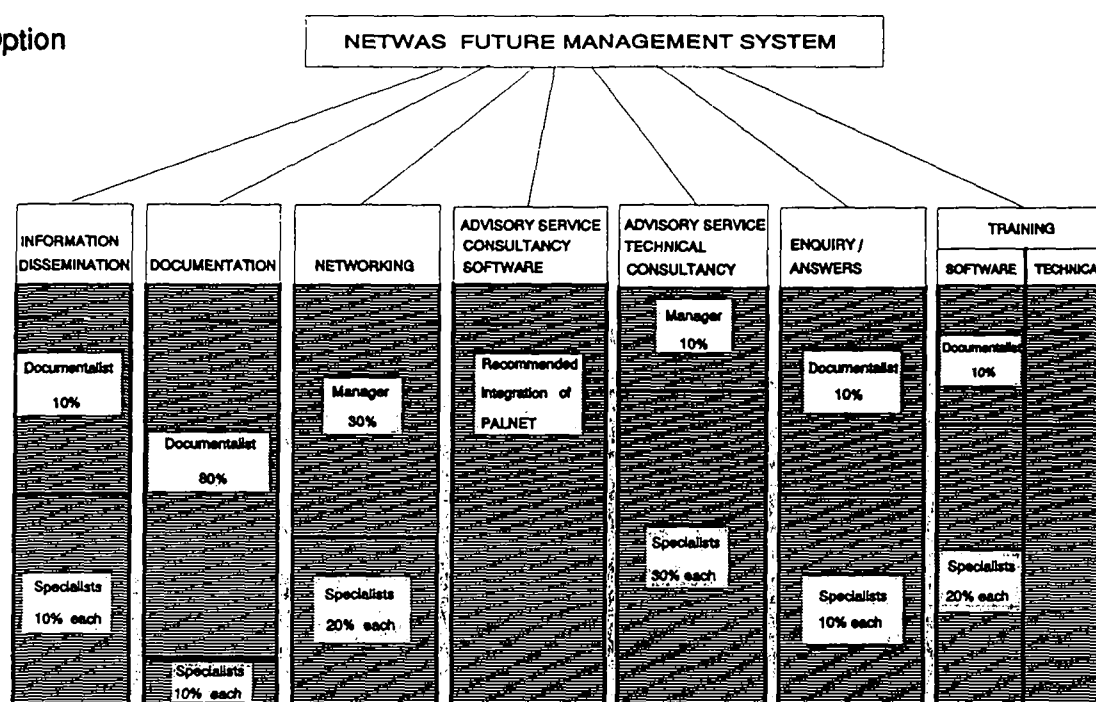 ption
NETWAS FUTURE MANAGEMENT SYSTEM
INFORMATION
DISSEMINATION
DOCUMENTATION
NETWORKING
ADVISORY SERVICE
CONSULTANCY
SOFTWARE
ADVISORY SERVICE
TECHNICAL
CONSULTANCY
ENQUIRY /
ANSWERS
TRAINING
SOFTWARE
TECHNICA
Documentalist
10%
Specialists
10% each
Documentalist
80%
Specialists
10% each
Manager
30%
Specialists
20% each
Recommended
Integration of
PALNET
Manager
10%
Specialists
30% each
Documentalist
10%
Specialists
10% each
Documentalist
10%
Specialists
20% each